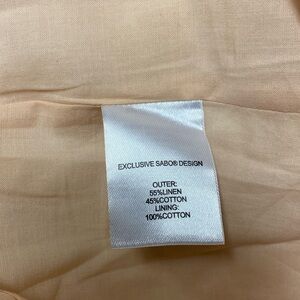 EXCLUSIVE SABO® DESIGN
OUTER:
55%LINEN
45%COTTON
LINING:
100%COTTON